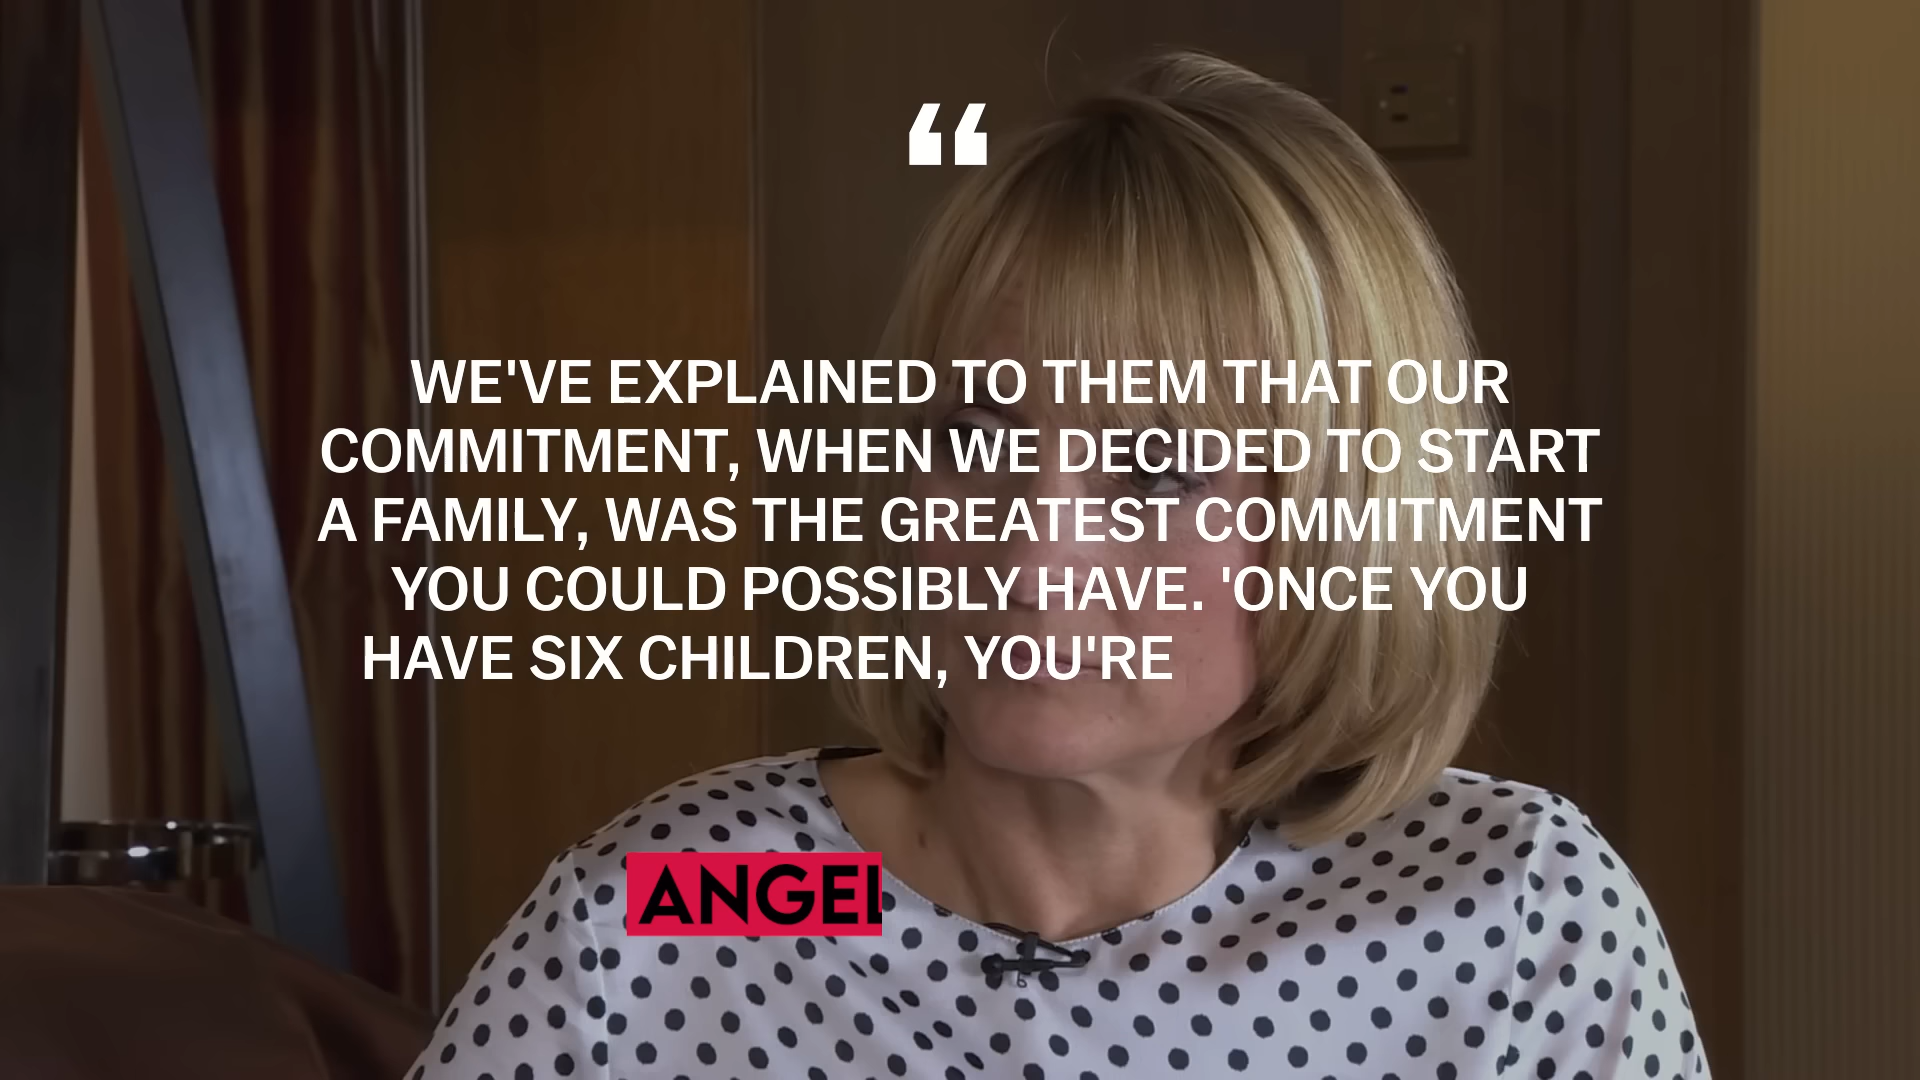 “
WE'VE EXPLAINED TO THEM THAT OUR
COMMITMENT, WHEN WE DECIDED TO START
A FAMILY, WAS THE GREATEST COMMITMENT
YOU COULD POSSIBLY HAVE. 'ONCE YOU
HAVE SIX CHILDREN, YOU'RE
ANGEL